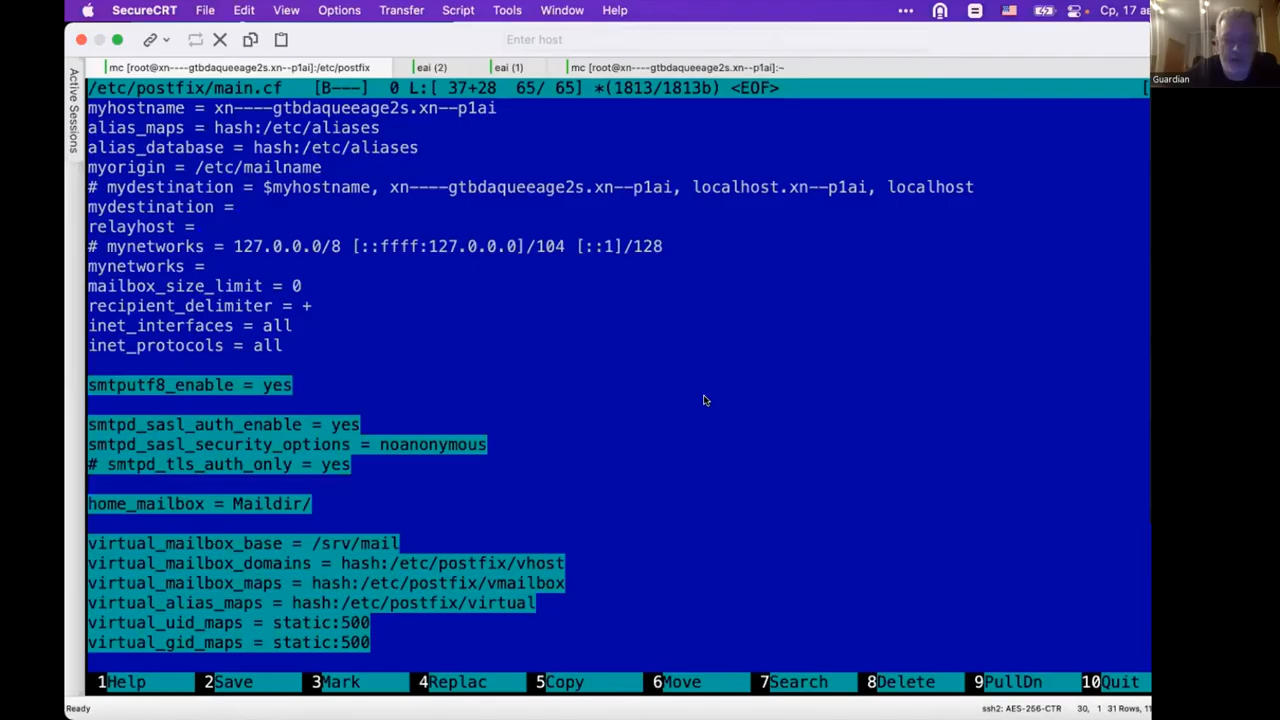 SecureCRT File Edit View Options Transfer Script Tools Window Help ••• Ср, 17
Enter host
Guardian
mc [root@xn----gtbdaqueeage2s.xn--p1ai]:/etc/postfix eai (2) eai (1) mc [root@xn----gtbdaqueeage2s.xn--p1ai]:~
Active Sessions
/etc/postfix/main.cf [B---] 0 L:[ 37+28 65/ 65] *(1813/1813b) <EOF> [
myhostname = xn----gtbdaqueeage2s.xn--p1ai
alias_maps = hash:/etc/aliases
alias_database = hash:/etc/aliases
myorigin = /etc/mailname
# mydestination = $myhostname, xn----gtbdaqueeage2s.xn--p1ai, localhost.xn--p1ai, localhost
mydestination =
relayhost =
# mynetworks = 127.0.0.0/8 [::ffff:127.0.0.0]/104 [::1]/128
mynetworks =
mailbox_size_limit = 0
recipient_delimiter = +
inet_interfaces = all
inet_protocols = all
smtputf8_enable = yes
smtpd_sasl_auth_enable = yes
smtpd_sasl_security_options = noanonymous
# smtpd_tls_auth_only = yes
home_mailbox = Maildir/
virtual_mailbox_base = /srv/mail
virtual_mailbox_domains = hash:/etc/postfix/vhost
virtual_mailbox_maps = hash:/etc/postfix/vmailbox
virtual_alias_maps = hash:/etc/postfix/virtual
virtual_uid_maps = static:500
virtual_gid_maps = static:500
1Help 2Save 3Mark 4Replac 5Copy 6Move 7Search 8Delete 9PullDn 10Quit
Ready ssh2: AES-256-CTR 30, 1 31 Rows, 11